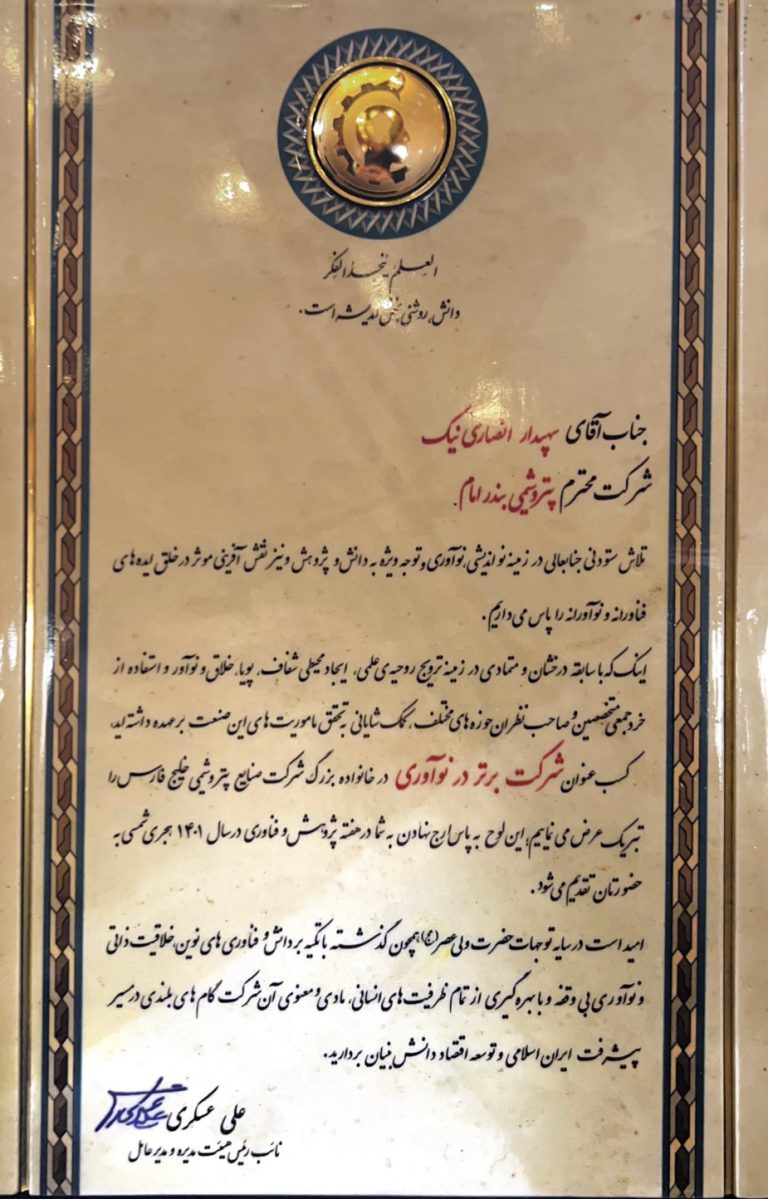 العلم ینجد الفکر
دانش، روشنی بخش اندیشه است.
جناب آقای سپهدار انصاری نیک
شرکت محترم پتروشیمی بندر امام
تلاش ستودنی جنابعالی در زمینه نواندیشی، نوآوری و توجه ویژه به دانش و پژوهش و نیز نقش آفرینی موثر در خلق ایده های
فناورانه و نوآورانه را پاس می داریم.
اینک که با سابقه درخشان و متمادی در زمینه ترویج روحیه ی علمی، ایجاد محیطی شفاف، پویا، خلاق و نوآور و استفاده از
خرد جمعی متخصصین و صاحب نظران حوزه های مختلف، کمک شایانی به تحقق ماموریت های این صنعت بر عهده داشته اید،
کسب عنوان شرکت برتر در نوآوری در خانواده بزرگ شرکت صنایع پتروشیمی خلیج فارس را
تبریک عرض می نماییم؛ این لوح به پاس ارج نهادن به شما در هفته پژوهش و فناوری در سال ۱۴۰۱ هجری شمسی به
حضورتان تقدیم می شود.
امید است در سایه توجهات حضرت ولی عصر(عج) همچون گذشته با تکیه بر دانش و فناوری های نوین، خلاقیت ذاتی
و نوآوری بی وقفه و با بهره گیری از تمام ظرفیت های انسانی، مادی و معنوی آن شرکت گام های بلندی در مسیر
پیشرفت ایران اسلامی و توسعه اقتصاد دانش بنیان بردارید.
علی عسکری
نائب رئیس هیئت مدیره و مدیر عامل